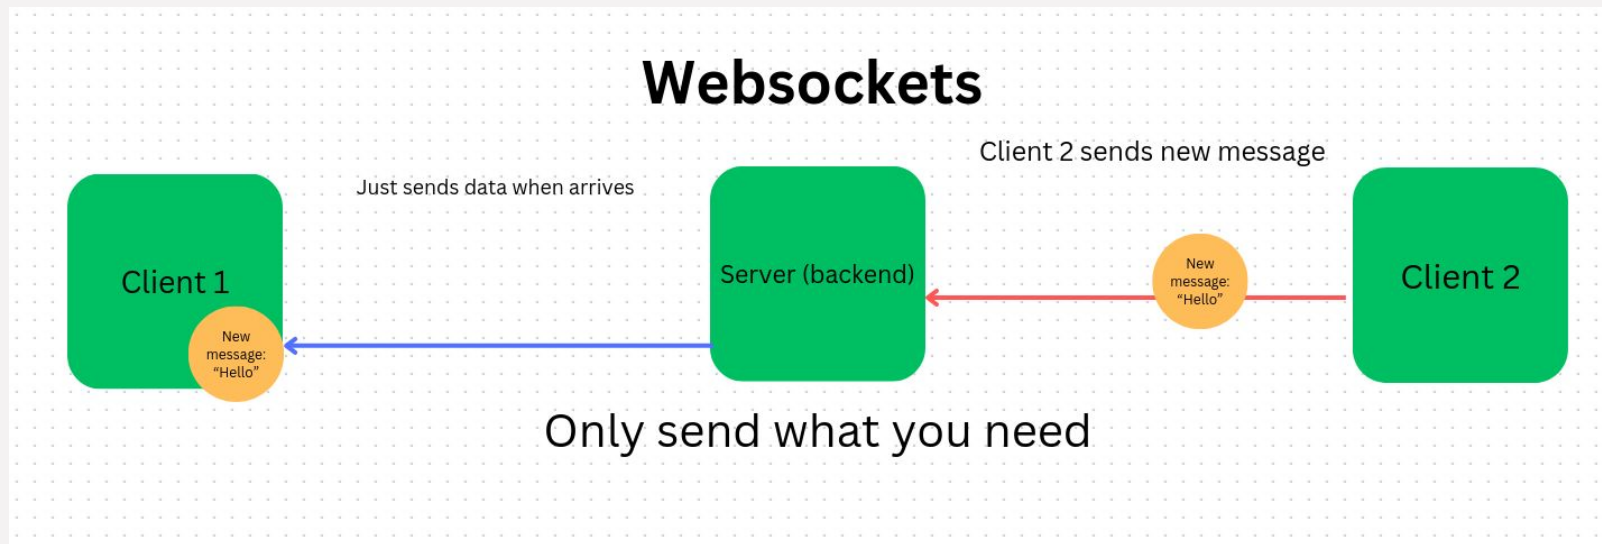 Websockets
Client 2 sends new message
Just sends data when arrives
Client 1
Server (backend)
New
message:
“Hello”
Client 2
New
message:
“Hello”
Only send what you need